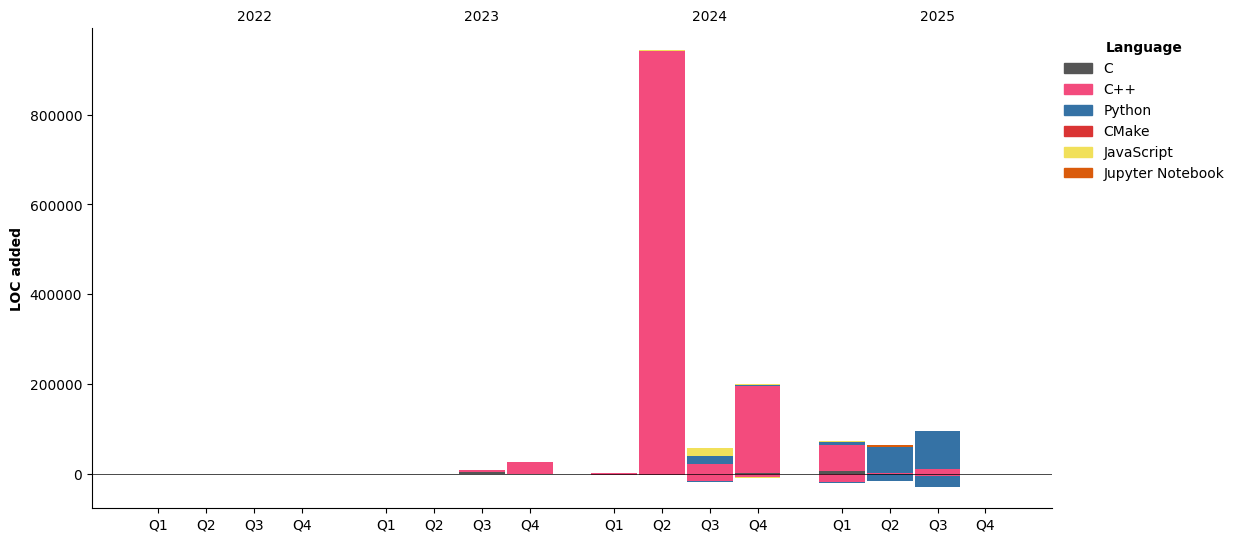 2022 2023 2024 2025
Language
C
C++
Python
CMake
JavaScript
Jupyter Notebook
LOC added
800000
600000
400000
200000
0
Q1 Q2 Q3 Q4 Q1 Q2 Q3 Q4 Q1 Q2 Q3 Q4 Q1 Q2 Q3 Q4